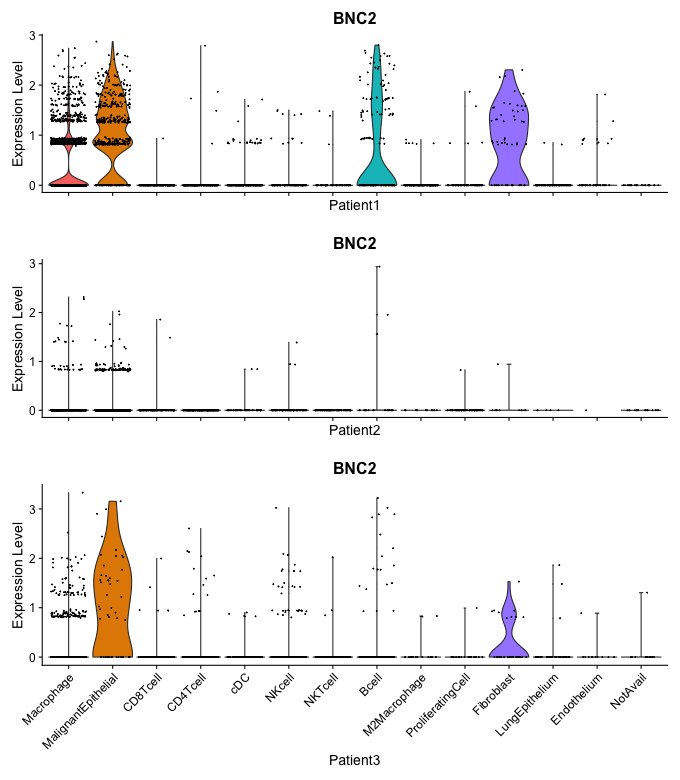 BNC2
Expression Level
3
2
1
0
Patient1
BNC2
Expression Level
3
2
1
0
Patient2
BNC2
Expression Level
3
2
1
0
Macrophage
MalignantEpithelial
CD8Tcell
CD4Tcell
cDC
NKcell
NKTcell
Bcell
M2Macrophage
ProliferatingCell
Fibroblast
LungEpithelium
Endothelium
NotAvail
Patient3